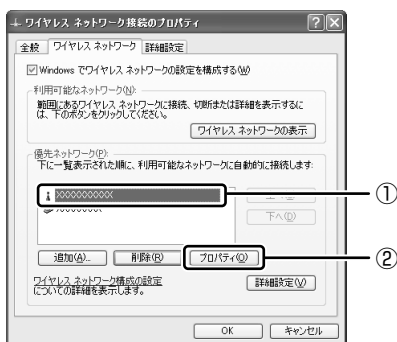 ワイヤレス ネットワーク接続のプロパティ
全般 ワイヤレス ネットワーク 詳細設定
Windows でワイヤレス ネットワークの設定を構成する(W)
利用可能なネットワーク(N):
範囲にあるワイヤレス ネットワークに接続、切断または詳細を表示するには、
下のボタンをクリックしてください。
ワイヤレス ネットワークの表示
優先ネットワーク(P):
下に一覧表示された順に、利用可能なネットワークに自動的に接続します:
XXXXXXXXXX ①
下へ(D)
追加(A)... 削除(R) プロパティ(O) ②
ワイヤレス ネットワーク構成の設定
についての詳細を表示します。
詳細設定(V)
OK キャンセル